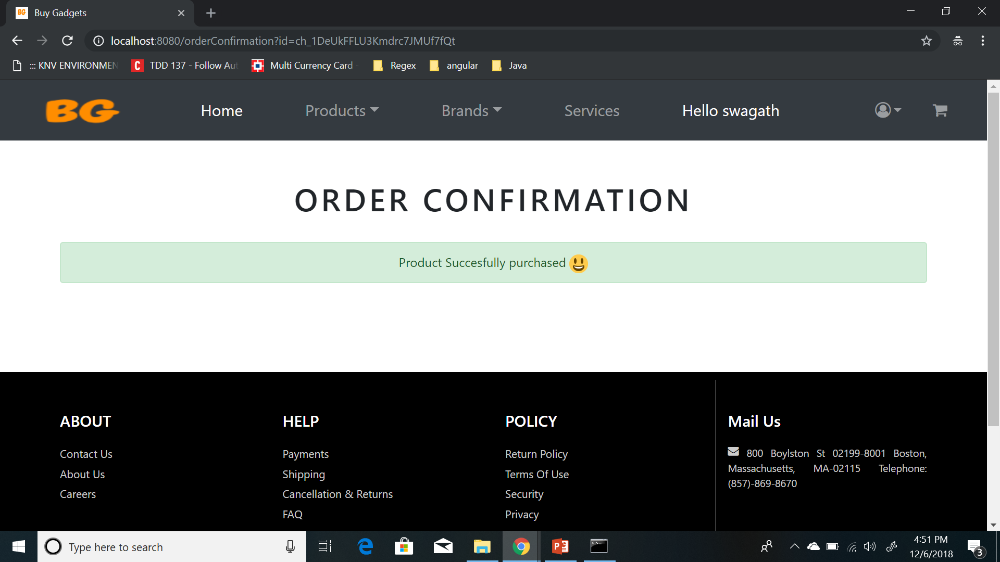 BG Buy Gadgets
localhost:8080/orderConfirmation?id=ch_1DeUkFFLU3Kmdrc7JMUf7fQt
::: KNV ENVIRONMEN C TDD 137 - Follow Aut Multi Currency Card - Regex angular Java
BG Home Products Brands Services Hello swagath
ORDER CONFIRMATION
Product Succesfully purchased 😃
ABOUT
Contact Us
About Us
Careers
HELP
Payments
Shipping
Cancellation & Returns
FAQ
POLICY
Return Policy
Terms Of Use
Security
Privacy
Mail Us
800 Boylston St 02199-8001 Boston,
Massachusetts, MA-02115 Telephone:
(857)-869-8670
Type here to search
4:51 PM
12/6/2018
3